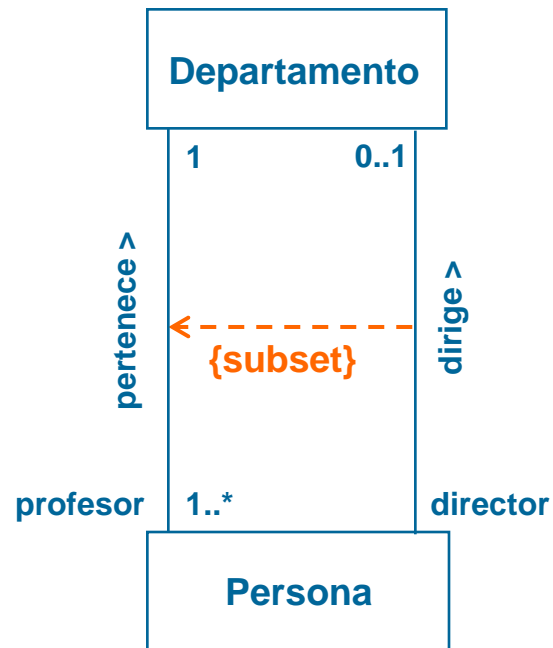 Departamento
1
0..1
pertenece >
dirige >
{subset}
profesor
1..*
director
Persona